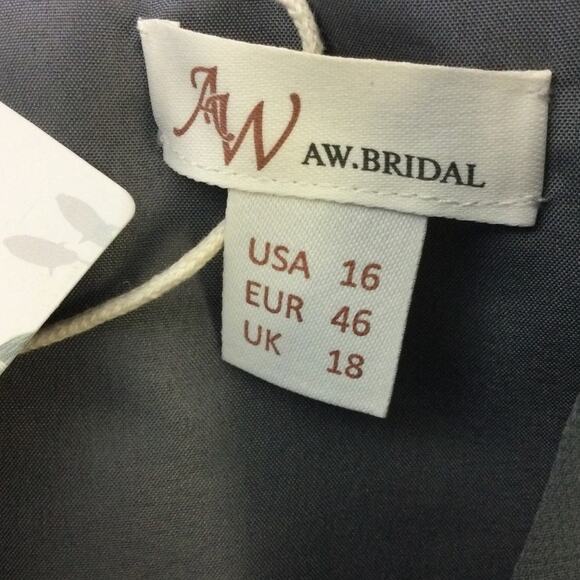 AW
AW.BRIDAL
USA 16
EUR 46
UK 18